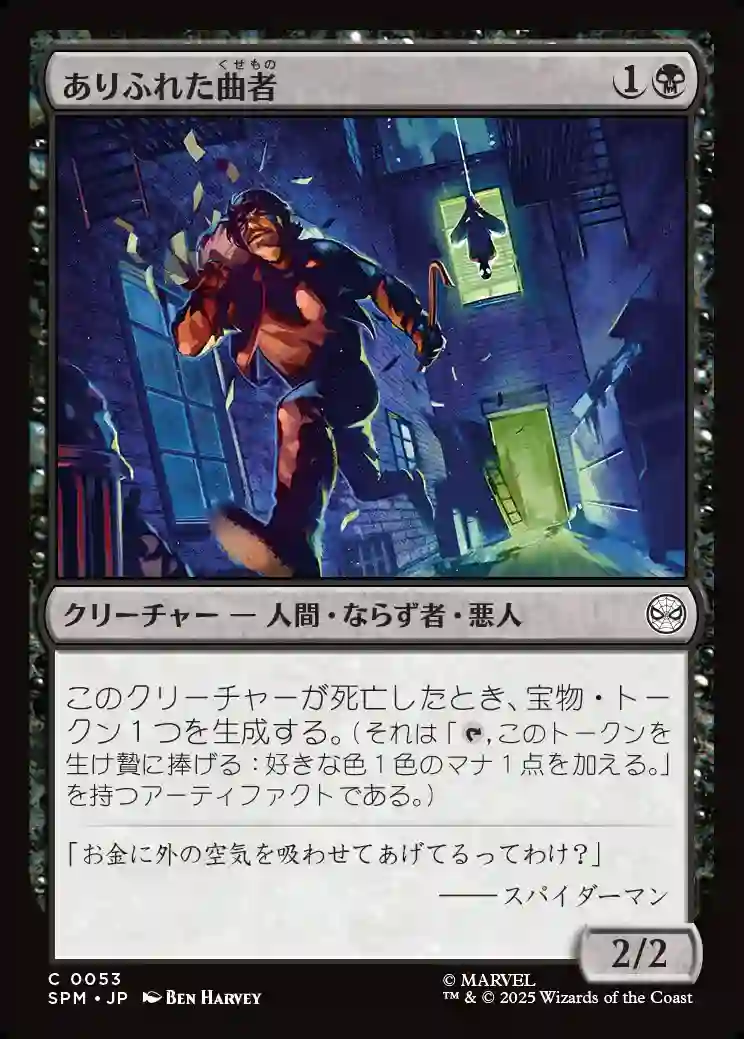 くせもの
ありふれた曲者 1
クリーチャー — 人間・ならず者・悪人
このクリーチャーが死亡したとき、宝物・トー
クン1つを生成する。(それは「,このトークンを
生け贄に捧げる:好きな色1色のマナ1点を加える。」
を持つアーティファクトである。)
「お金に外の空気を吸わせてあげてるってわけ?」
——スパイダーマン
2/2
C 0053
SPM・JP BEN HARVEY
© MARVEL
™ & © 2025 Wizards of the Coast